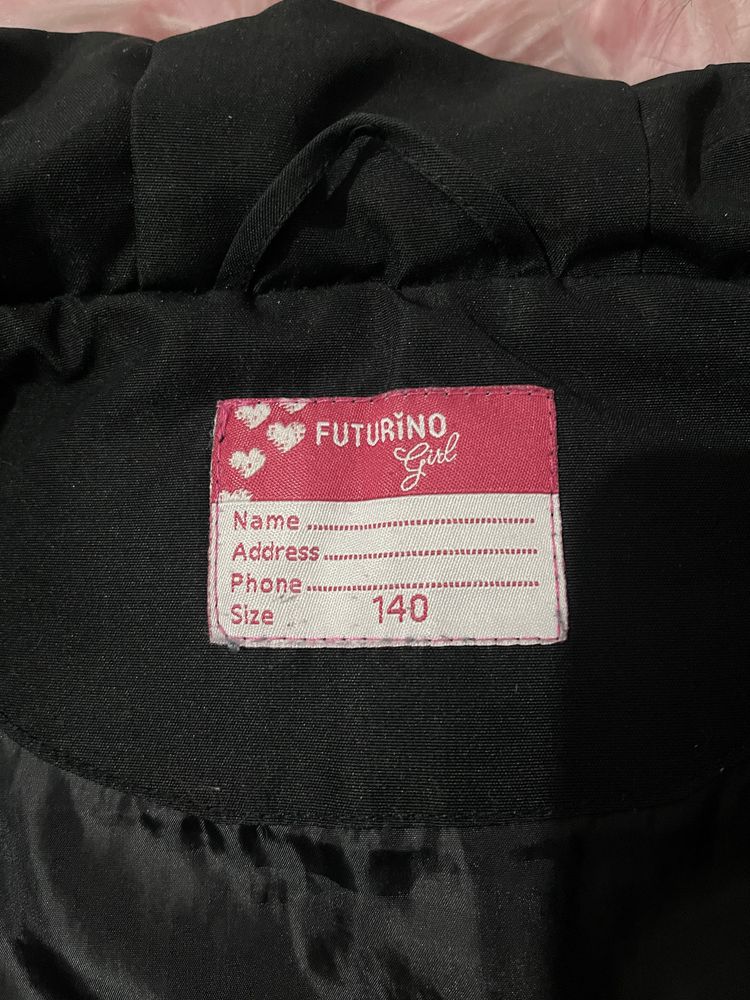 FUTURINO
Girl
Name
Address
Phone
Size 140